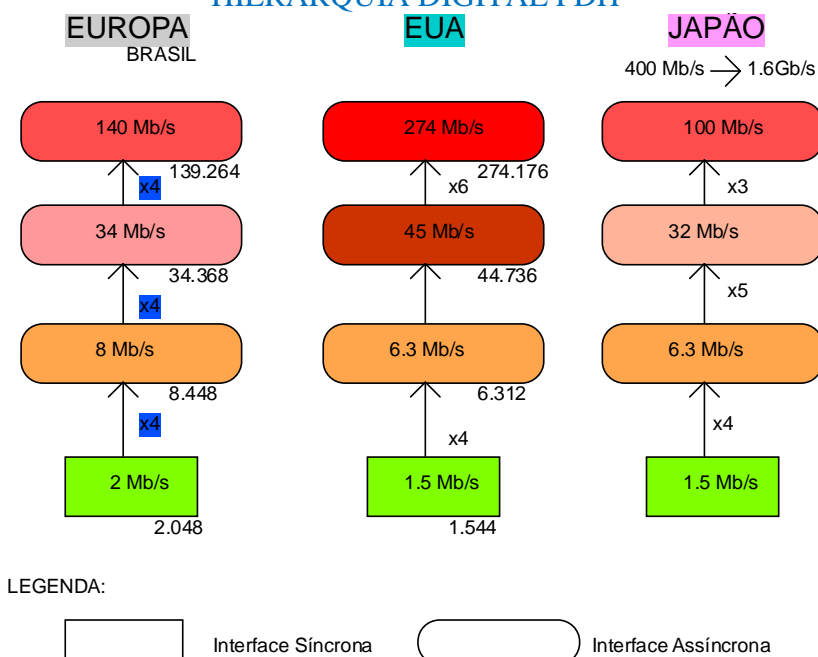 HIERARQUIA DIGITAL PDH
EUROPA
BRASIL
EUA
JAPÃO
400 Mb/s
1.6Gb/s
140 Mb/s
274 Mb/s
100 Mb/s
139.264
274.176
x4
x6
x3
34 Mb/s
45 Mb/s
32 Mb/s
34.368
44.736
x4
x5
8 Mb/s
6.3 Mb/s
6.3 Mb/s
8.448
6.312
x4
x4
x4
2 Mb/s
1.5 Mb/s
1.5 Mb/s
2.048
1.544
LEGENDA:
Interface Síncrona
Interface Assíncrona